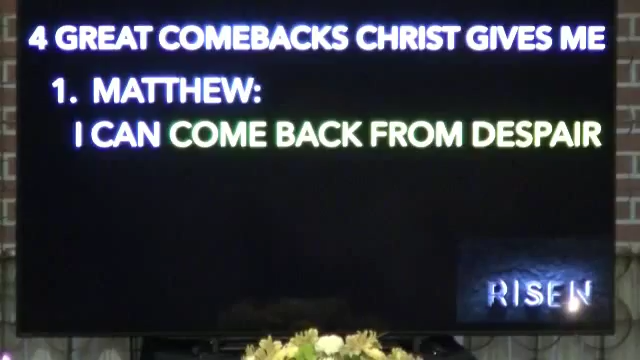 4 GREAT COMEBACKS CHRIST GIVES ME
1. MATTHEW:
I CAN COME BACK FROM DESPAIR
RISEN